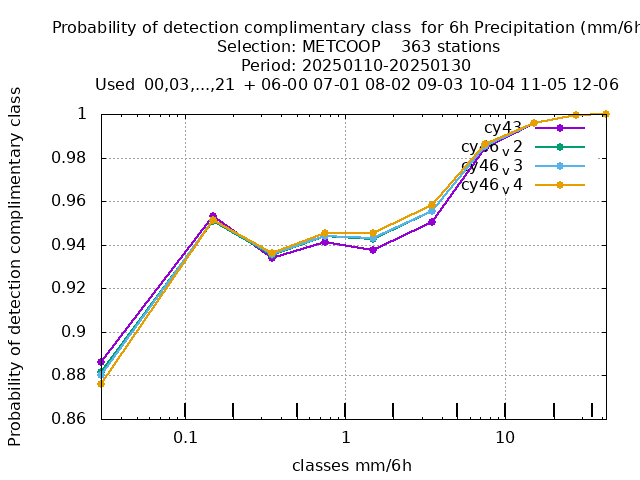 Probability of detection complimentary class  for 6h Precipitation (mm/6h
Selection: METCOOP    363 stations
Period: 20250110-20250130
Used  00,03,...,21  + 06-00 07-01 08-02 09-03 10-04 11-05 12-06
Probability of detection complimentary class
1
0.98
0.96
0.94
0.92
0.9
0.88
0.86
cy43
cy46v2
cy46v3
cy46v4
0.1
1
10
classes mm/6h